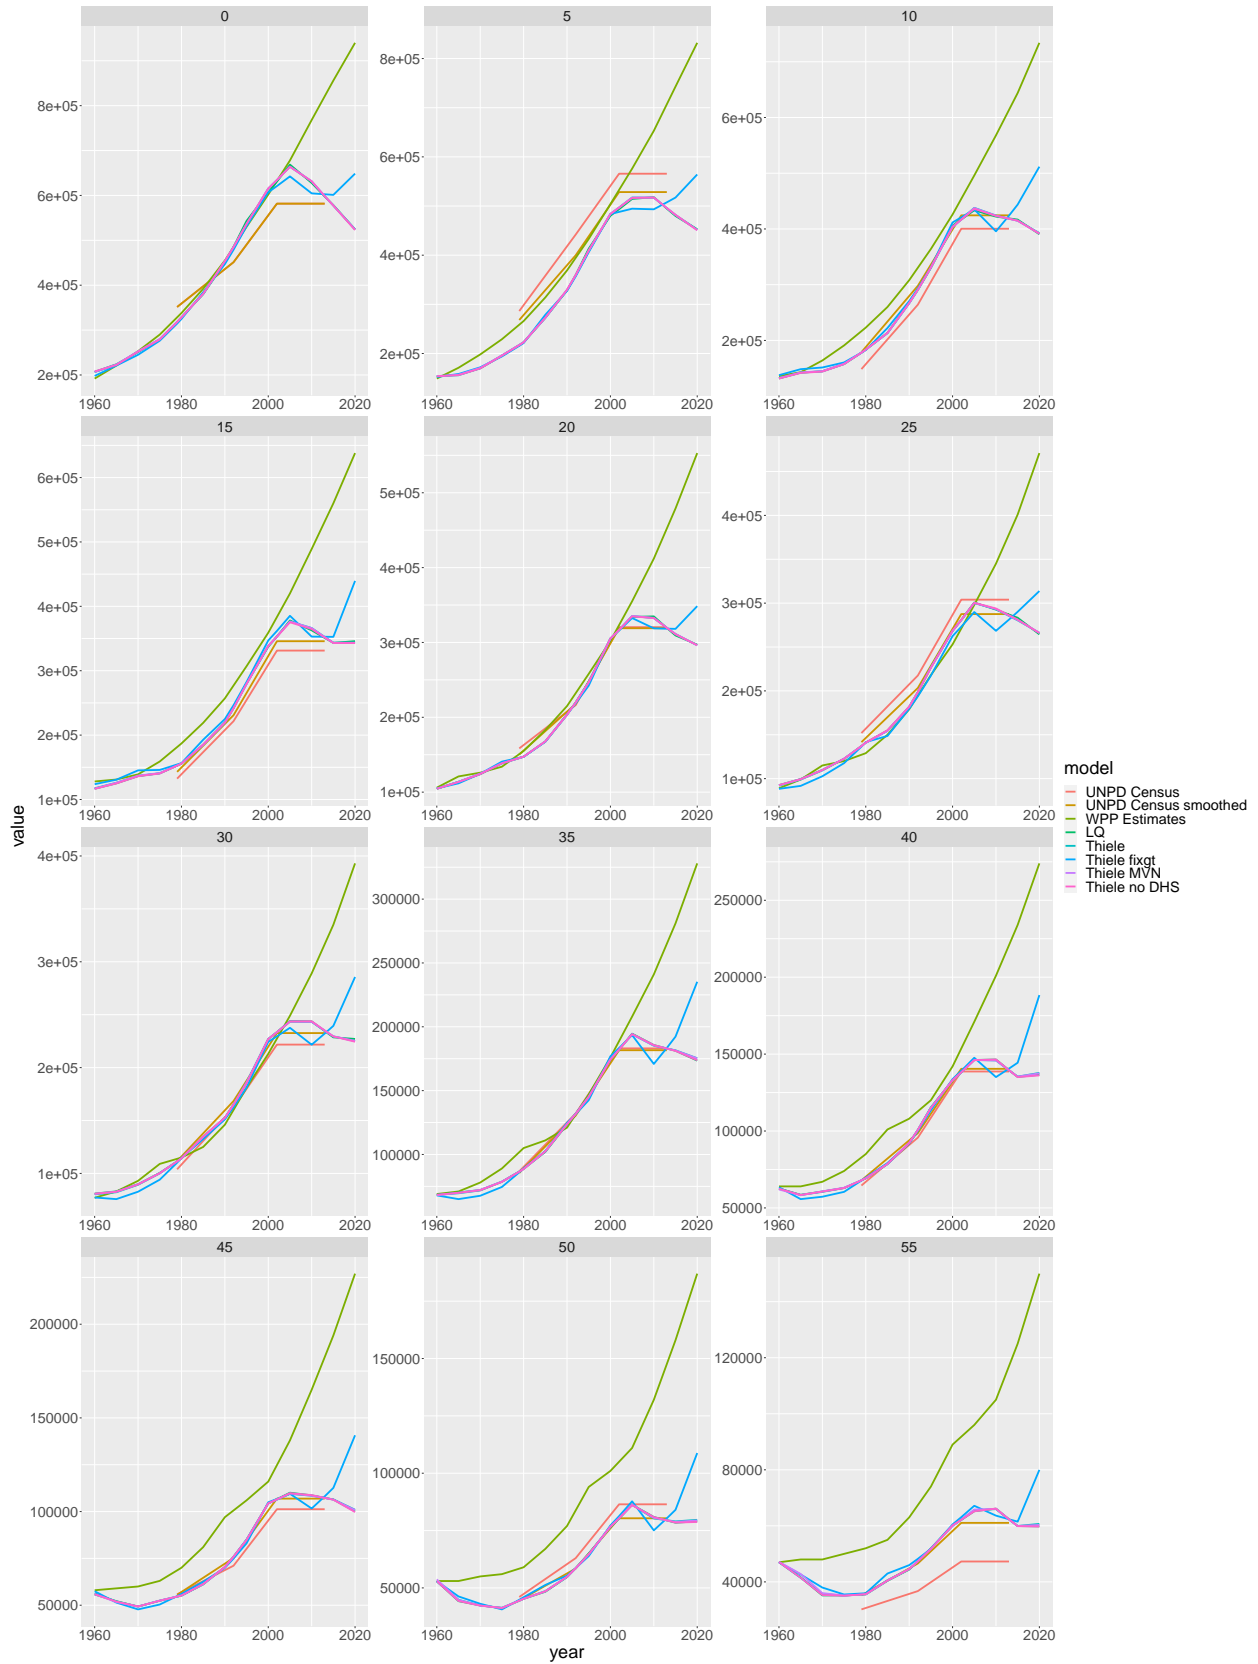 0 5 10
8e+05
6e+05
4e+05
2e+05
8e+05
6e+05
4e+05
2e+05
6e+05
4e+05
2e+05
1960 1980 2000 2020 1960 1980 2000 2020 1960 1980 2000 2020
15 20 25
6e+05
5e+05
4e+05
3e+05
2e+05
1e+05
5e+05
4e+05
3e+05
2e+05
1e+05
4e+05
3e+05
2e+05
1e+05
1960 1980 2000 2020 1960 1980 2000 2020 1960 1980 2000 2020
value
30 35 40
4e+05
3e+05
2e+05
1e+05
300000
250000
200000
150000
100000
250000
200000
150000
100000
50000
1960 1980 2000 2020 1960 1980 2000 2020 1960 1980 2000 2020
45 50 55
200000
150000
100000
50000
150000
100000
50000
120000
80000
40000
1960 1980 2000 2020 1960 1980 2000 2020 1960 1980 2000 2020
year
model
UNPD Census
UNPD Census smoothed
WPP Estimates
LQ
Thiele
Thiele fixgt
Thiele MVN
Thiele no DHS